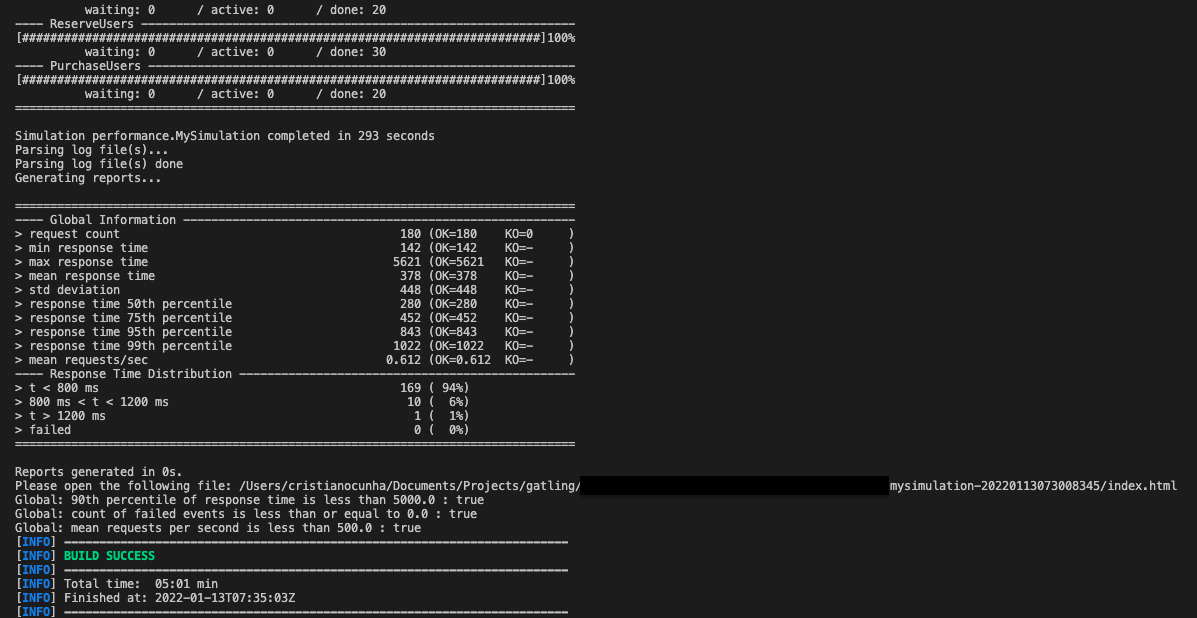 waiting: 0 / active: 0 / done: 20
---- ReserveUsers --------------------------------------------------------------
[##########################################################################]100%
waiting: 0 / active: 0 / done: 30
---- PurchaseUsers -------------------------------------------------------------
[##########################################################################]100%
waiting: 0 / active: 0 / done: 20
================================================================================
Simulation performance.MySimulation completed in 293 seconds
Parsing log file(s)...
Parsing log file(s) done
Generating reports...
================================================================================
---- Global Information --------------------------------------------------------
> request count 180 (OK=180 KO=0 )
> min response time 142 (OK=142 KO=- )
> max response time 5621 (OK=5621 KO=- )
> mean response time 378 (OK=378 KO=- )
> std deviation 448 (OK=448 KO=- )
> response time 50th percentile 280 (OK=280 KO=- )
> response time 75th percentile 452 (OK=452 KO=- )
> response time 95th percentile 843 (OK=843 KO=- )
> response time 99th percentile 1022 (OK=1022 KO=- )
> mean requests/sec 0.612 (OK=0.612 KO=- )
---- Response Time Distribution ------------------------------------------------
> t < 800 ms 169 ( 94%)
> 800 ms < t < 1200 ms 10 ( 6%)
> t > 1200 ms 1 ( 1%)
> failed 0 ( 0%)
================================================================================
Reports generated in 0s.
Please open the following file: /Users/cristianocunha/Documents/Projects/gatling/ mysimulation-20220113073008345/index.html
Global: 90th percentile of response time is less than 5000.0 : true
Global: count of failed events is less than or equal to 0.0 : true
Global: mean requests per second is less than 500.0 : true
[INFO] ------------------------------------------------------------------------
[INFO] BUILD SUCCESS
[INFO] ------------------------------------------------------------------------
[INFO] Total time: 05:01 min
[INFO] Finished at: 2022-01-13T07:35:03Z
[INFO] ------------------------------------------------------------------------